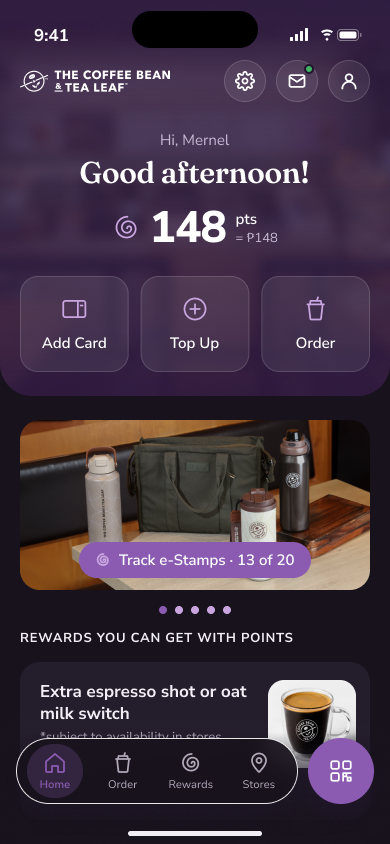 9:41
THE COFFEE BEAN
& TEA LEAF
Hi, Mernel
Good afternoon!
148 pts
= ₱148
Add Card
Top Up
Order
Track e-Stamps · 13 of 20
REWARDS YOU CAN GET WITH POINTS
Extra espresso shot or oat
milk switch
*subject to availability in stores
Home
Order
Rewards
Stores